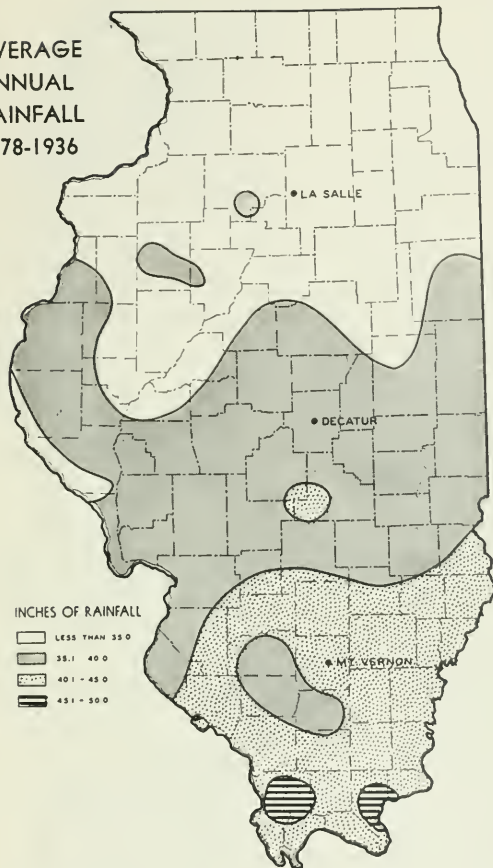 VERAGE
NNUAL
AINFALL
78-1936
LA SALLE
DECATUR
INCHES OF RAINFALL
LESS THAN 35 0
35.1 40 0
40 1 - 45 0
45 1 - 50 0
MT. VERNON